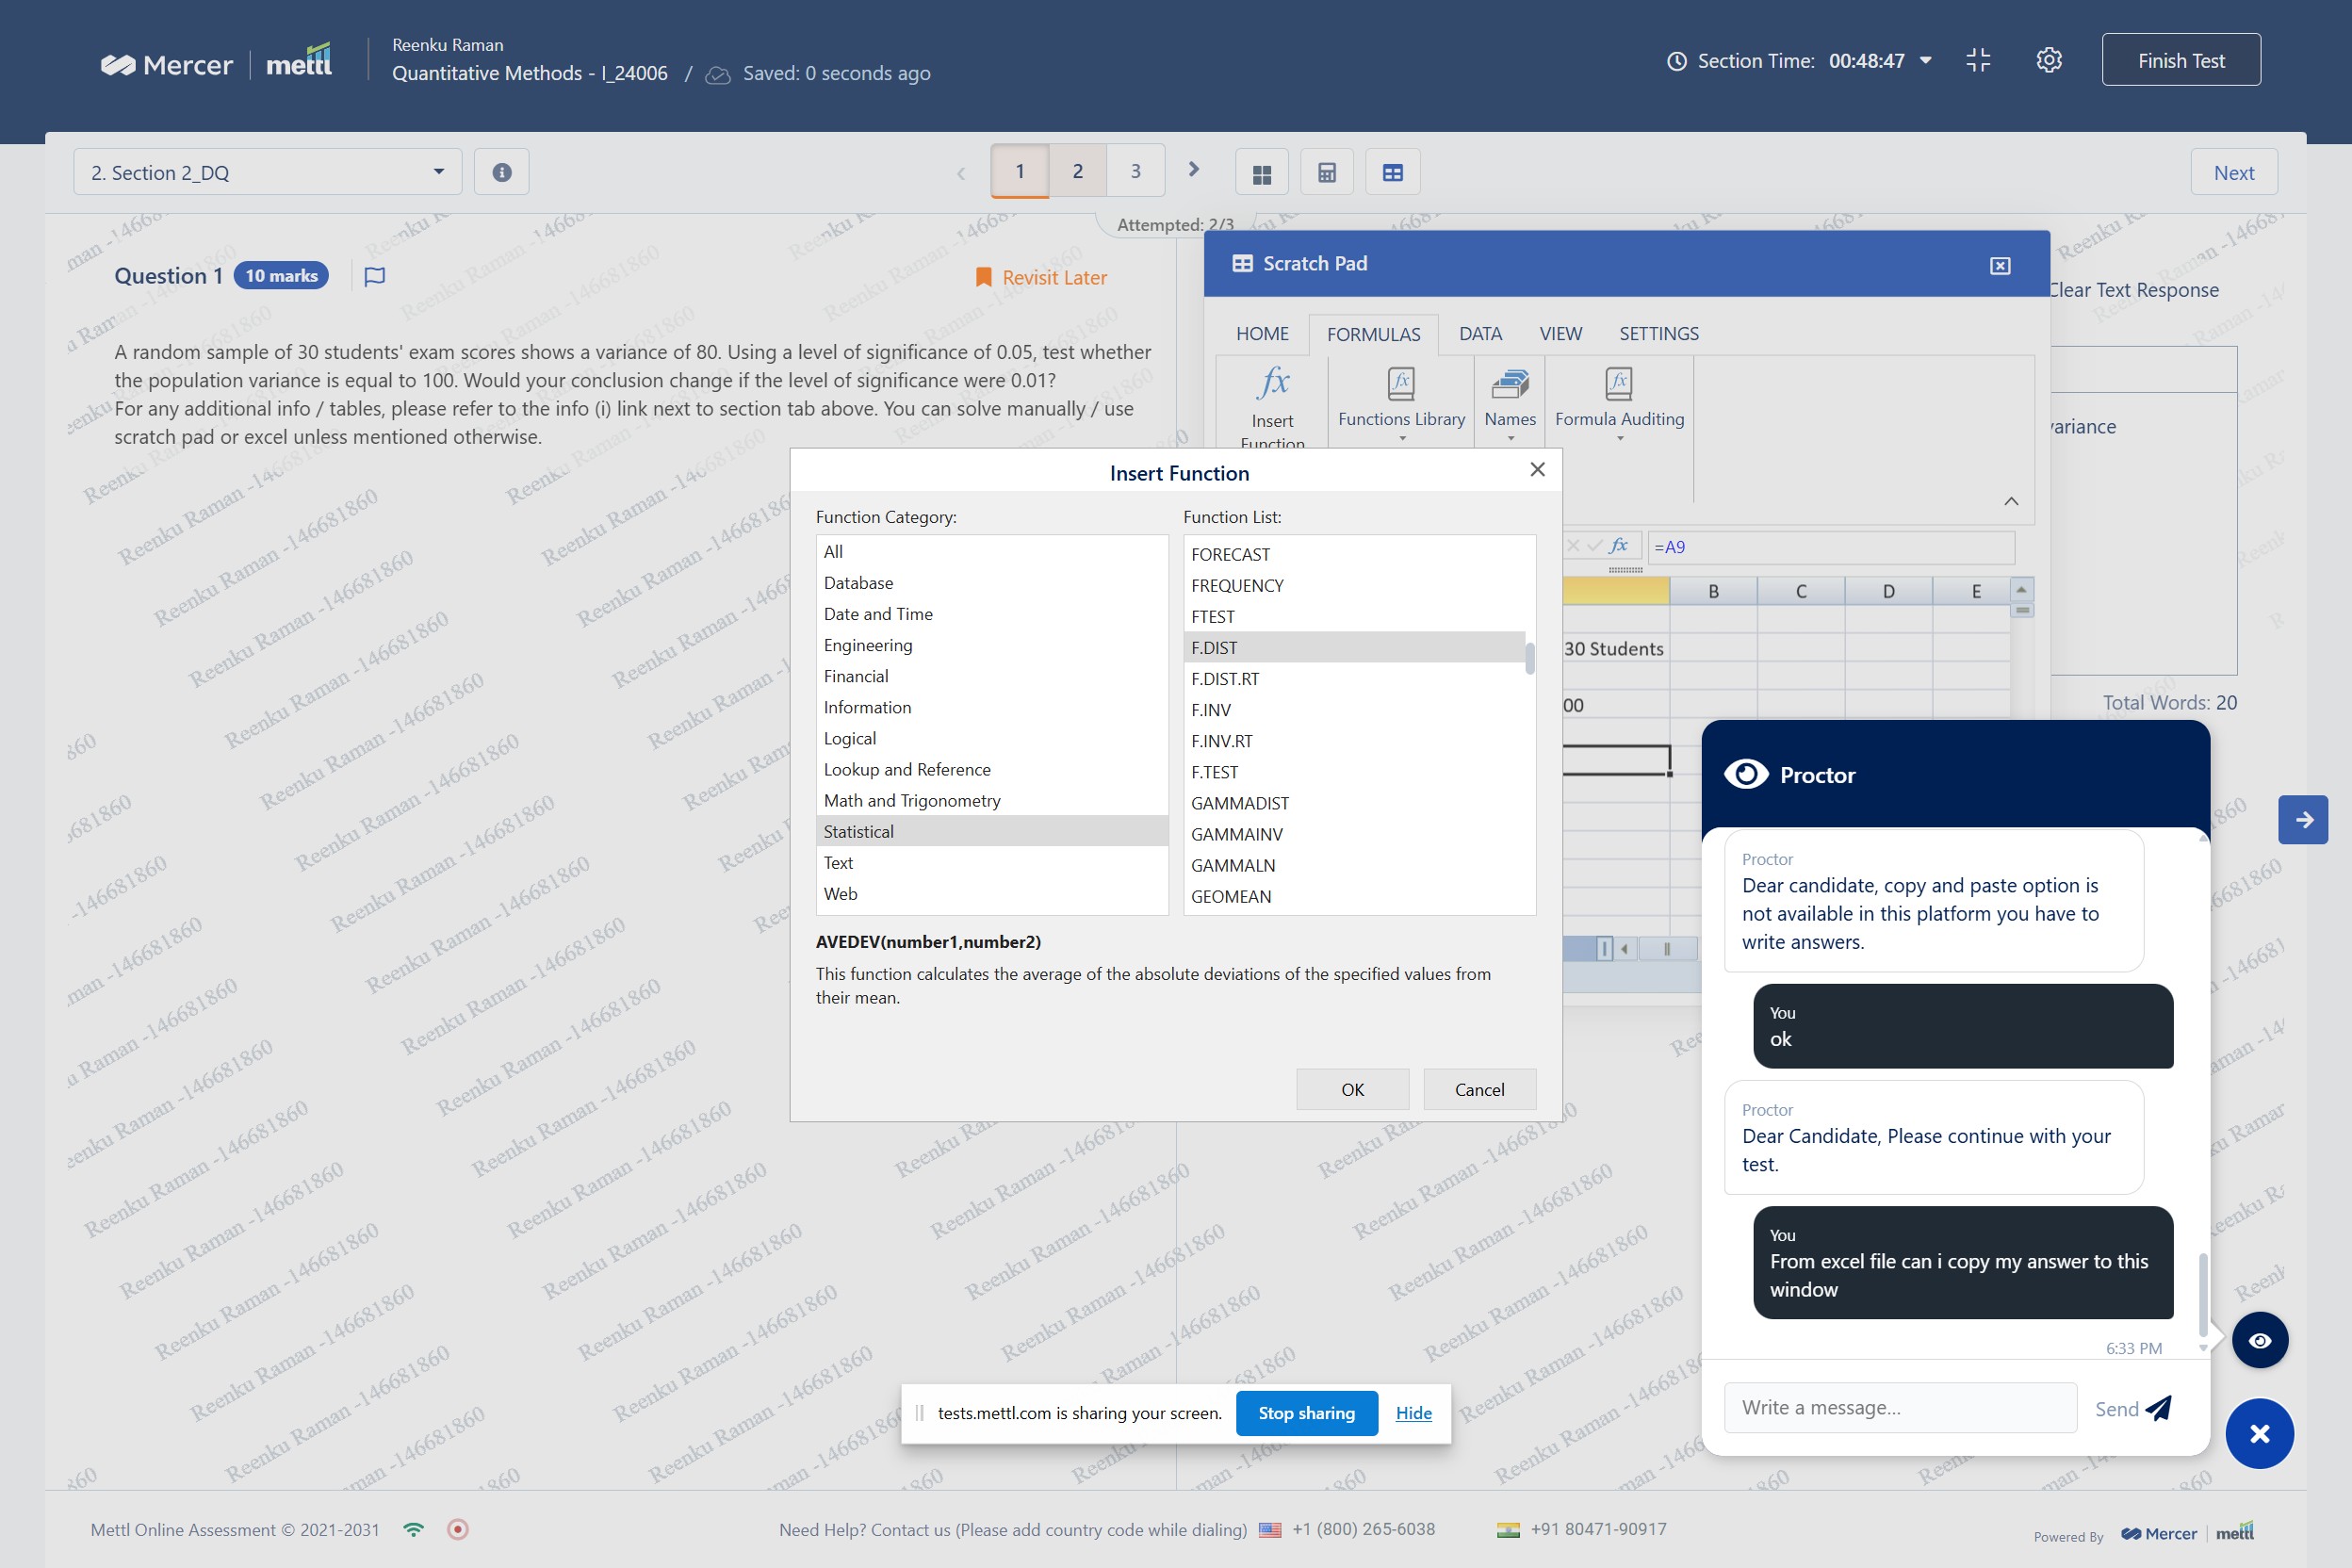 Mercer
mettl
Reenku Raman
Quantitative Methods - I_24006 / Saved: 0 seconds ago
Section Time: 00:48:47
Finish Test
2. Section 2_DQ
1 2 3
Next
Attempted: 2/3
Question 1 10 marks
Revisit Later
A random sample of 30 students' exam scores shows a variance of 80. Using a level of significance of 0.05, test whether
the population variance is equal to 100. Would your conclusion change if the level of significance were 0.01?
For any additional info / tables, please refer to the info (i) link next to section tab above. You can solve manually / use
scratch pad or excel unless mentioned otherwise.
Scratch Pad
Clear Text Response
HOME FORMULAS DATA VIEW SETTINGS
Insert
Function
Functions Library
Names
Formula Auditing
variance
fx =A9
B C D E
30 Students
00
Total Words: 20
Insert Function
Function Category:
All
Database
Date and Time
Engineering
Financial
Information
Logical
Lookup and Reference
Math and Trigonometry
Statistical
Text
Web
Function List:
FORECAST
FREQUENCY
FTEST
F.DIST
F.DIST.RT
F.INV
F.INV.RT
F.TEST
GAMMADIST
GAMMAINV
GAMMALN
GEOMEAN
AVEDEV(number1,number2)
This function calculates the average of the absolute deviations of the specified values from
their mean.
OK
Cancel
Proctor
Proctor
Dear candidate, copy and paste option is
not available in this platform you have to
write answers.
You
ok
Proctor
Dear Candidate, Please continue with your
test.
You
From excel file can i copy my answer to this
window
6:33 PM
Write a message...
Send
tests.mettl.com is sharing your screen.
Stop sharing
Hide
Reenku Raman -146681860
Mettl Online Assessment © 2021-2031
Need Help? Contact us (Please add country code while dialing) +1 (800) 265-6038 +91 80471-90917
Powered By Mercer mettl